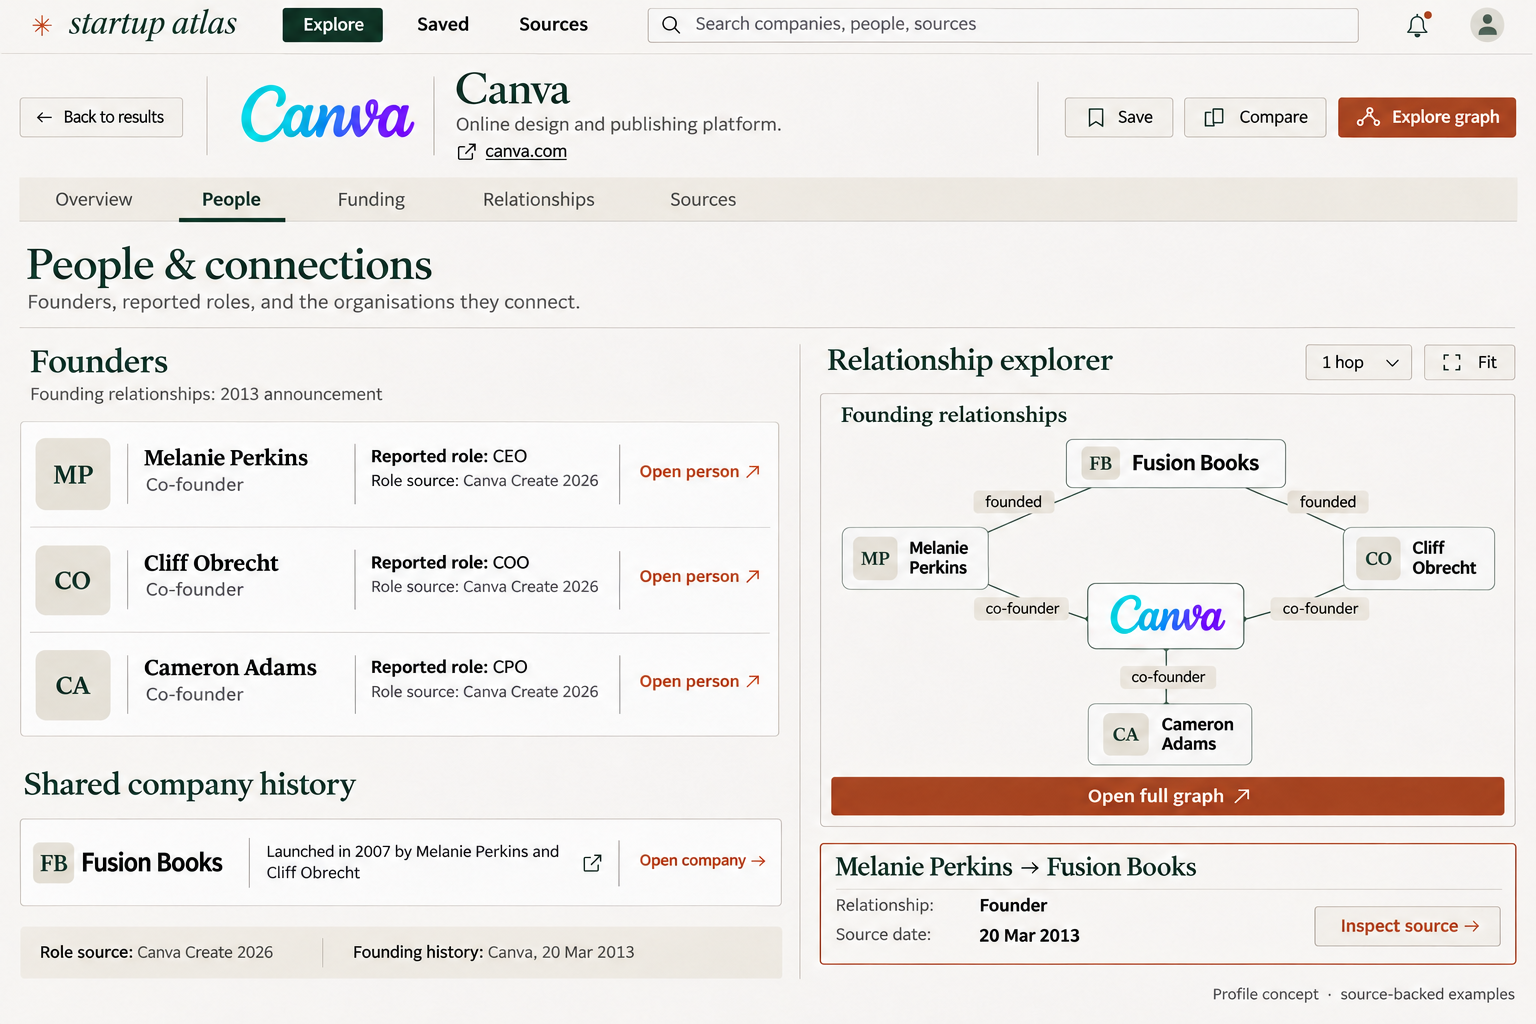 startup atlas
Explore
Saved
Sources
Search companies, people, sources
Back to results
Canva
Canva
Online design and publishing platform.
canva.com
Save
Compare
Explore graph
Overview
People
Funding
Relationships
Sources
People & connections
Founders, reported roles, and the organisations they connect.
Founders
Founding relationships: 2013 announcement
MP
Melanie Perkins
Co-founder
Reported role: CEO
Role source: Canva Create 2026
Open person ↗
CO
Cliff Obrecht
Co-founder
Reported role: COO
Role source: Canva Create 2026
Open person ↗
CA
Cameron Adams
Co-founder
Reported role: CPO
Role source: Canva Create 2026
Open person ↗
Shared company history
FB
Fusion Books
Launched in 2007 by Melanie Perkins and
Cliff Obrecht
Open company →
Role source: Canva Create 2026
Founding history: Canva, 20 Mar 2013
Relationship explorer
1 hop
Fit
Founding relationships
FB
Fusion Books
founded
founded
MP
Melanie
Perkins
CO
Cliff
Obrecht
co-founder
Canva
co-founder
co-founder
CA
Cameron
Adams
Open full graph ↗
Melanie Perkins → Fusion Books
Relationship:
Founder
Source date:
20 Mar 2013
Inspect source →
Profile concept · source-backed examples